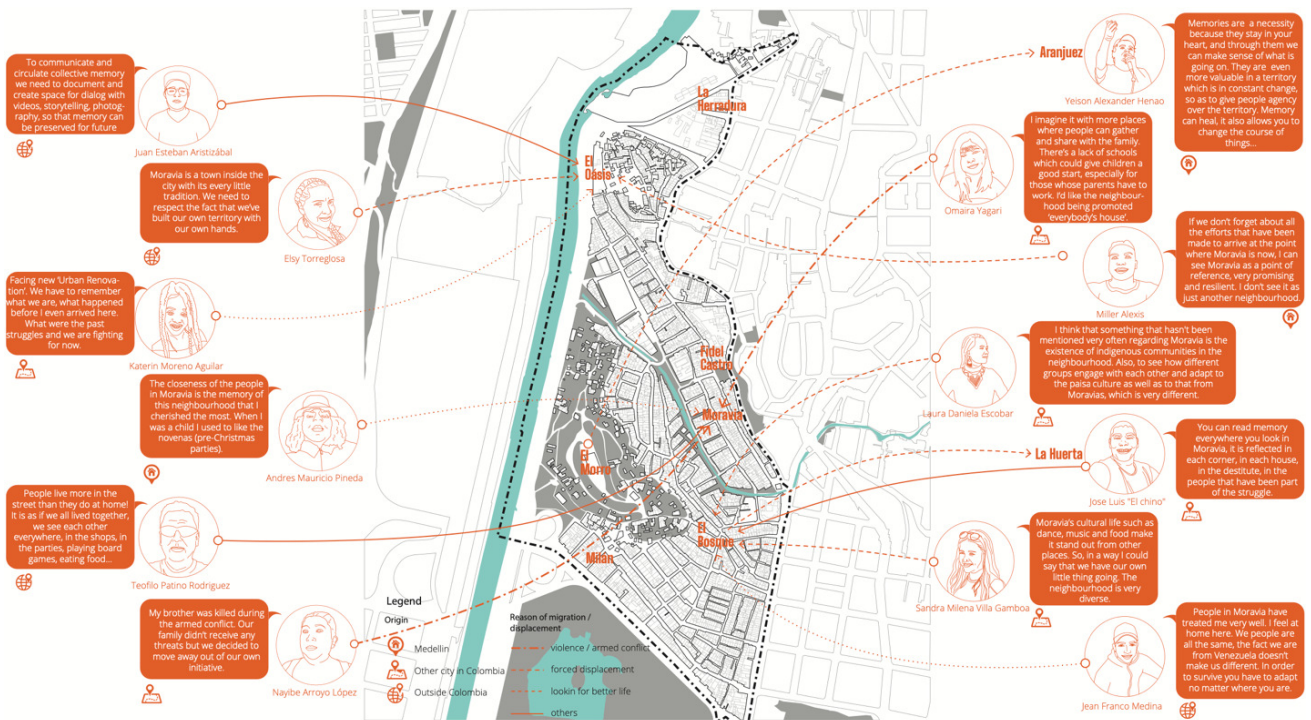 To communicate and
circulate collective memory
we need to document and
create space for dialog with
videos, storytelling, photog-
raphy, so that memory can
be preserved for future
Juan Esteban Aristizábal
Moravia is a town inside the
city with its every little
tradition. We need to
respect the fact that we've
built our own territory with
our own hands.
Elsy Torreglosa
Facing new 'Urban Renova-
tion'. We have to remember
what we are, what happened
before I even arrived here.
What were the past
struggles and we are fighting
for now.
Katerin Moreno Aguilar
The closeness of the people
in Moravia is the memory of
this neighbourhood that I
cherished the most. When I
was a child I used to like the
novenas (pre-Christmas
parties).
Andres Mauricio Pineda
People live more in the
street than they do at home!
It is as if we all lived together,
we see each other
everywhere, in the shops, in
the parties, playing board
games, eating food...
Teofilo Patino Rodriguez
My brother was killed during
the armed conflict. Our
family didn't receive any
threats but we decided to
move away out of our own
initiative.
Nayibe Arroyo López
La
Herradura
El
Oasis
Fidel
Castro
Moravia
El
Morro
El
Bosque
Milán
Aranjuez
La Huerta
Legend
Origin
Medellin
Other city in Colombia
Outside Colombia
Reason of migration /
displacement
violence / armed conflict
forced displacement
lookin for better life
others
Memories are a necessity
because they stay in your
heart, and through them we
can make sense of what is
going on. They are even
more valuable in a territory
which is in constant change,
so as to give people agency
over the territory. Memory
can heal, it also allows you to
change the course of
things...
Yeison Alexander Henao
I imagine it with more places
where people can gather
and share with the family.
There's a lack of schools
which could give children a
good start, especially for
those whose parents have to
work. I'd like the neighbour-
hood being promoted
'everybody's house'.
Omaira Yagari
If we don't forget about all
the efforts that have been
made to arrive at the point
where Moravia is now, I can
see Moravia as a point of
reference, very promising
and resilient. I don't see it as
just another neighbourhood.
Miller Alexis
I think that something that hasn't been
mentioned very often regarding Moravia is the
existence of indigenous communities in the
neighbourhood. Also, to see how different
groups engage with each other and adapt to
the paisa culture as well as to that from
Moravias, which is very different.
Laura Daniela Escobar
You can read memory
everywhere you look in
Moravia, it is reflected in
each corner, in each house,
in the destitute, in the
people that have been part
of the struggle.
Jose Luis "El chino"
Moravia's cultural life such as
dance, music and food make
it stand out from other
places. So, in a way I could
say that we have our own
little thing going. The
neighbourhood is very
diverse.
Sandra Milena Villa Gamboa
People in Moravia have
treated me very well. I feel at
home here. We people are
all the same, the fact we are
from Venezuela doesn't
make us different. In order
to survive you have to adapt
no matter where you are.
Jean Franco Medina